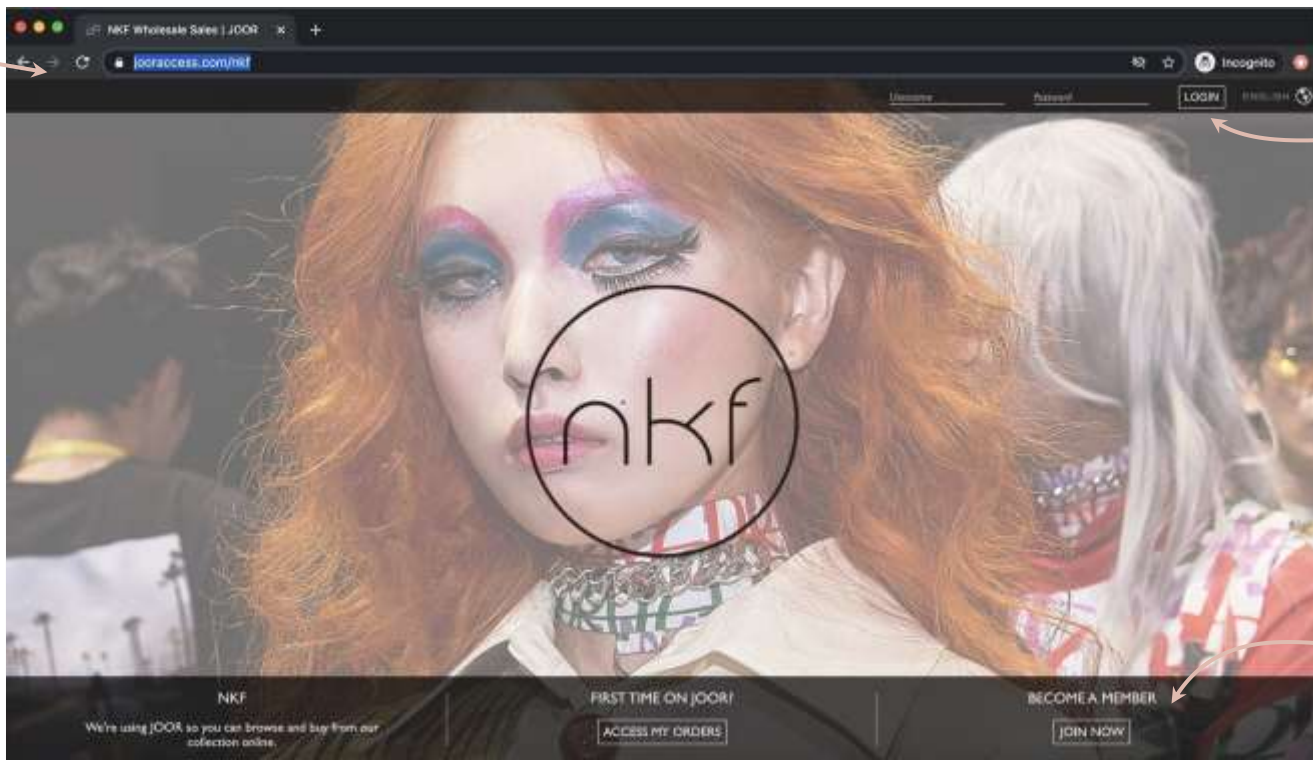 NKF Wholesale Sales | JOOR
jooraccess.com/nkf
Incognito
Username Password LOGIN ENGLISH
nkf
NKF
We're using JOOR so you can browse and buy from our
collection online.
FIRST TIME ON JOOR?
ACCESS MY ORDERS
BECOME A MEMBER
JOIN NOW